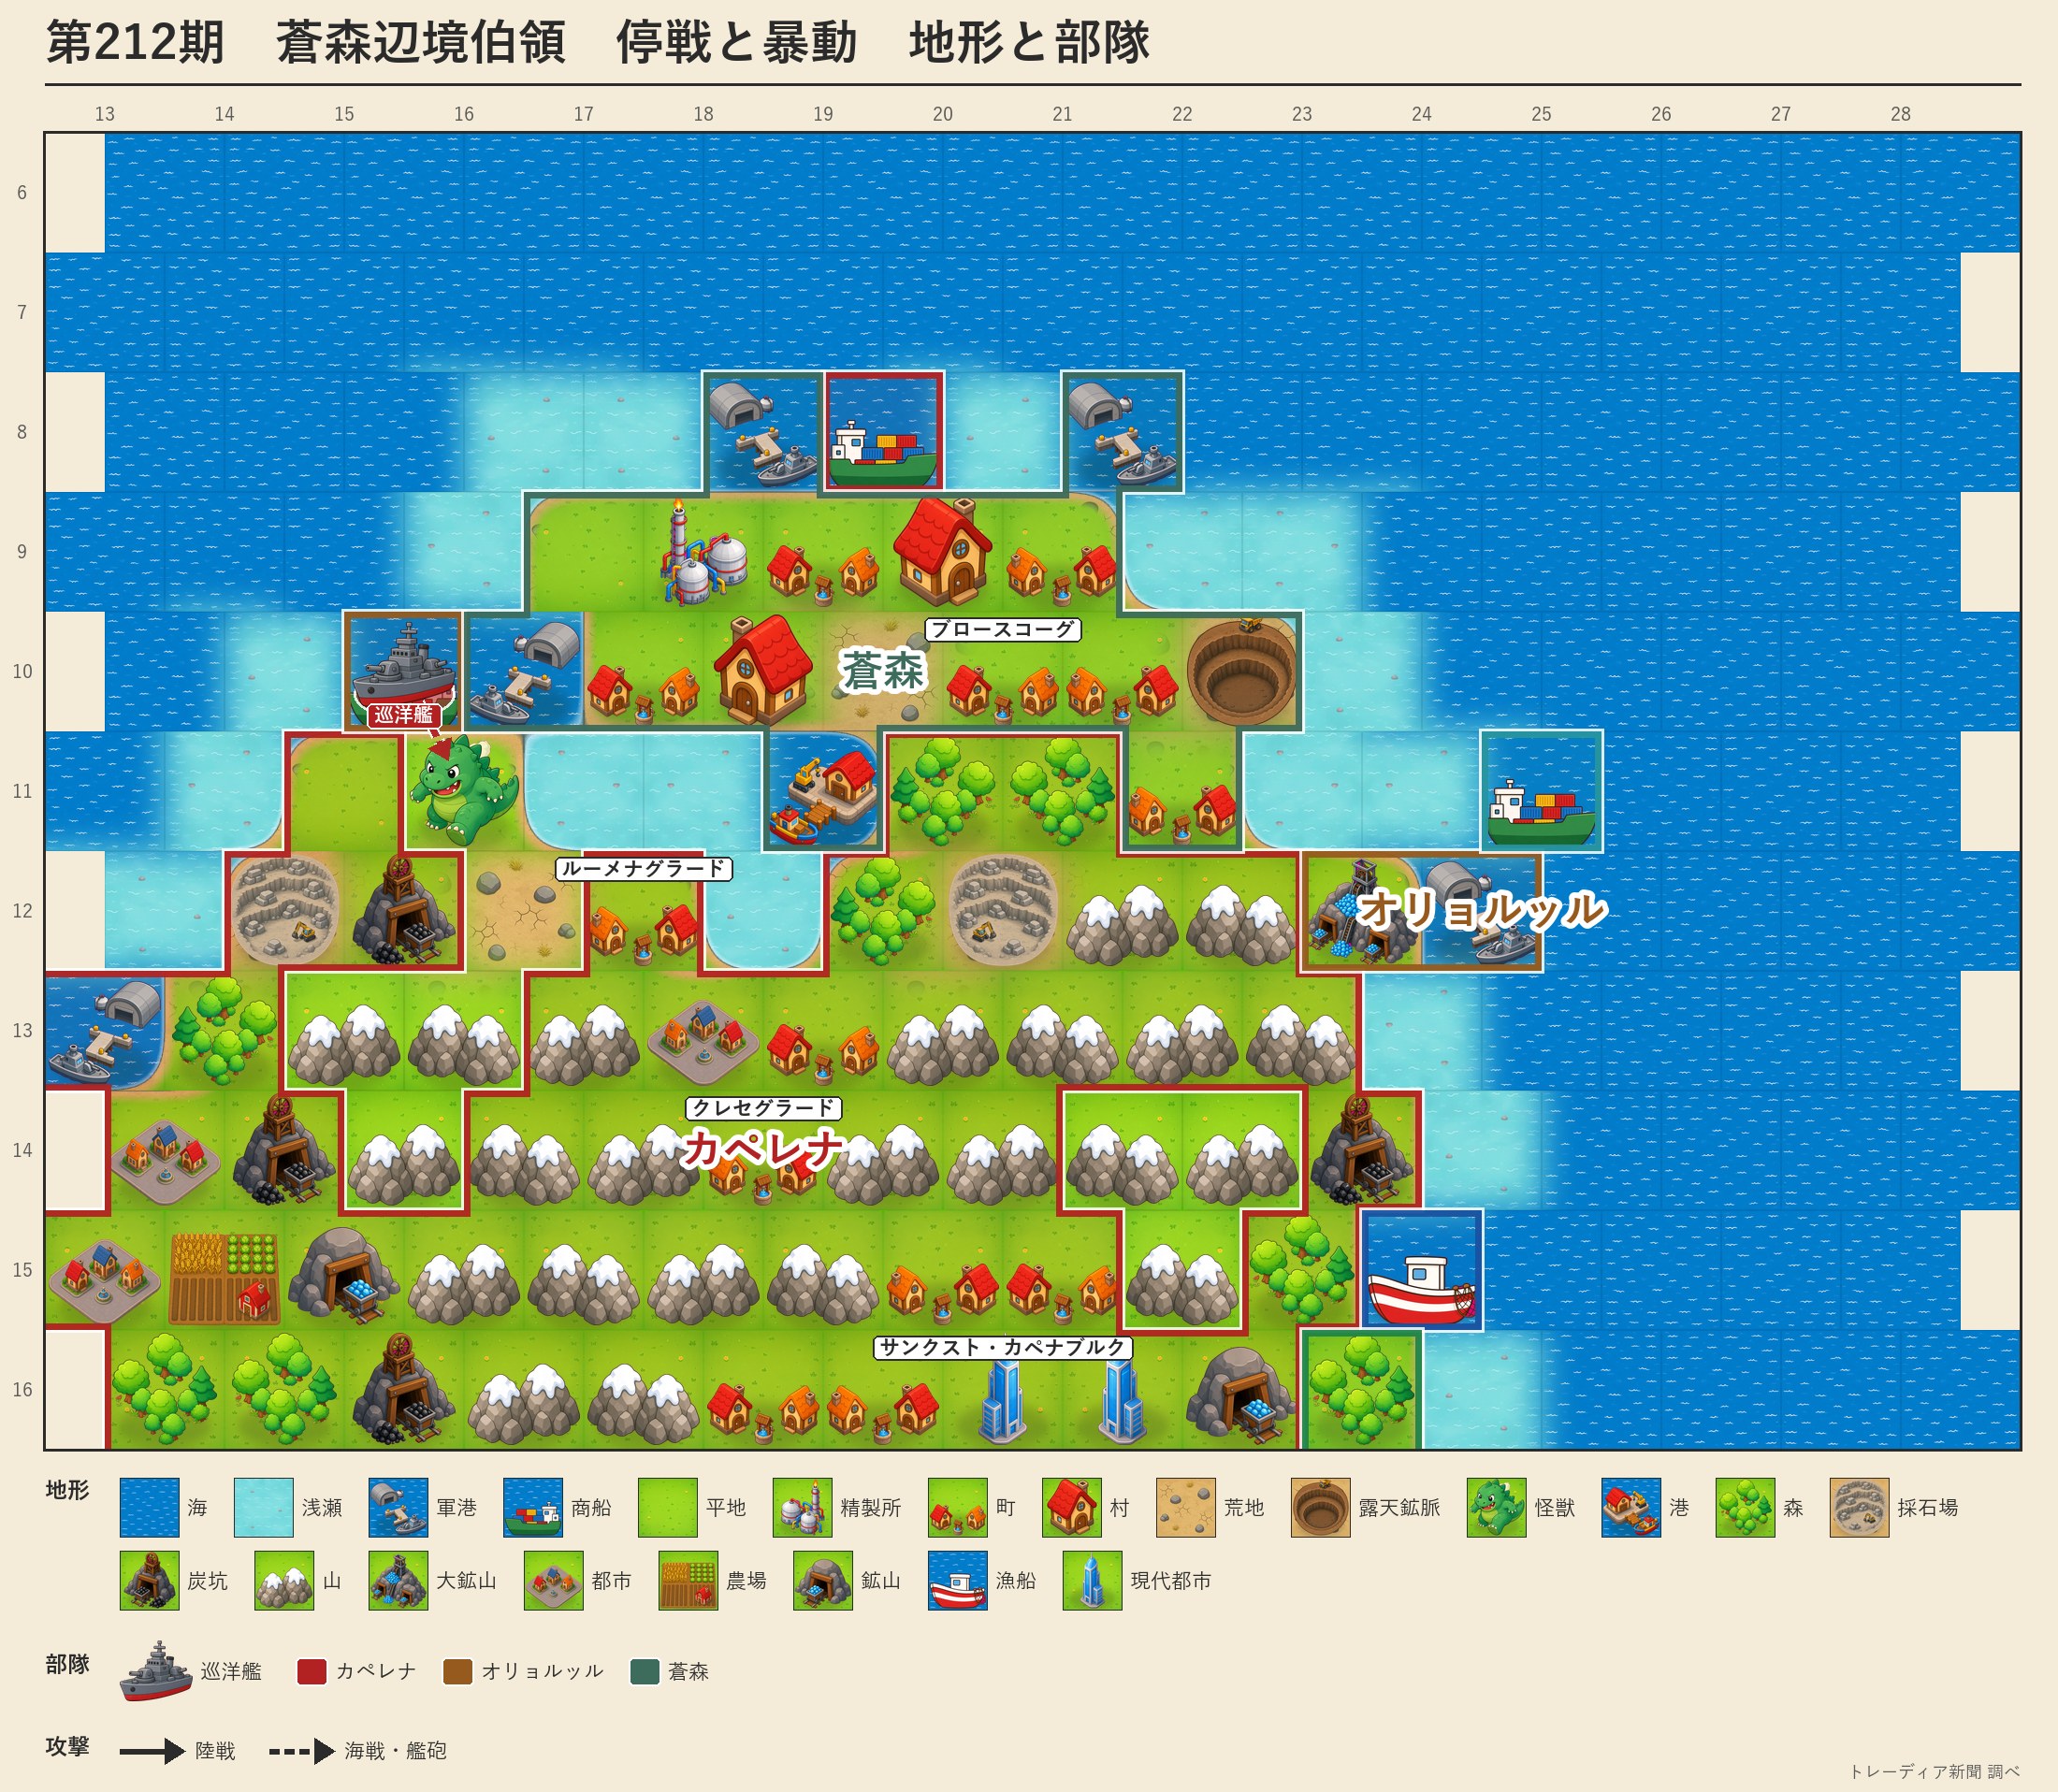 第212期　蒼森辺境伯領　停戦と暴動　地形と部隊
13 14 15 16 17 18 19 20 21 22 23 24 25 26 27 28
6
7
8
9
10
11
12
13
14
15
16
ブロースコーグ
蒼森
巡洋艦
ルーメナグラード
オリョルッル
クレセグラード
カペレナ
サンクスト・カペナブルク
地形 海 浅瀬 軍港 商船 平地 精製所 町 村 荒地 露天鉱脈 怪獣 港 森 採石場
炭坑 山 大鉱山 都市 農場 鉱山 漁船 現代都市
部隊 巡洋艦 カペレナ オリョルッル 蒼森
攻撃 陸戦 海戦・艦砲
トレーディア新聞 調べ